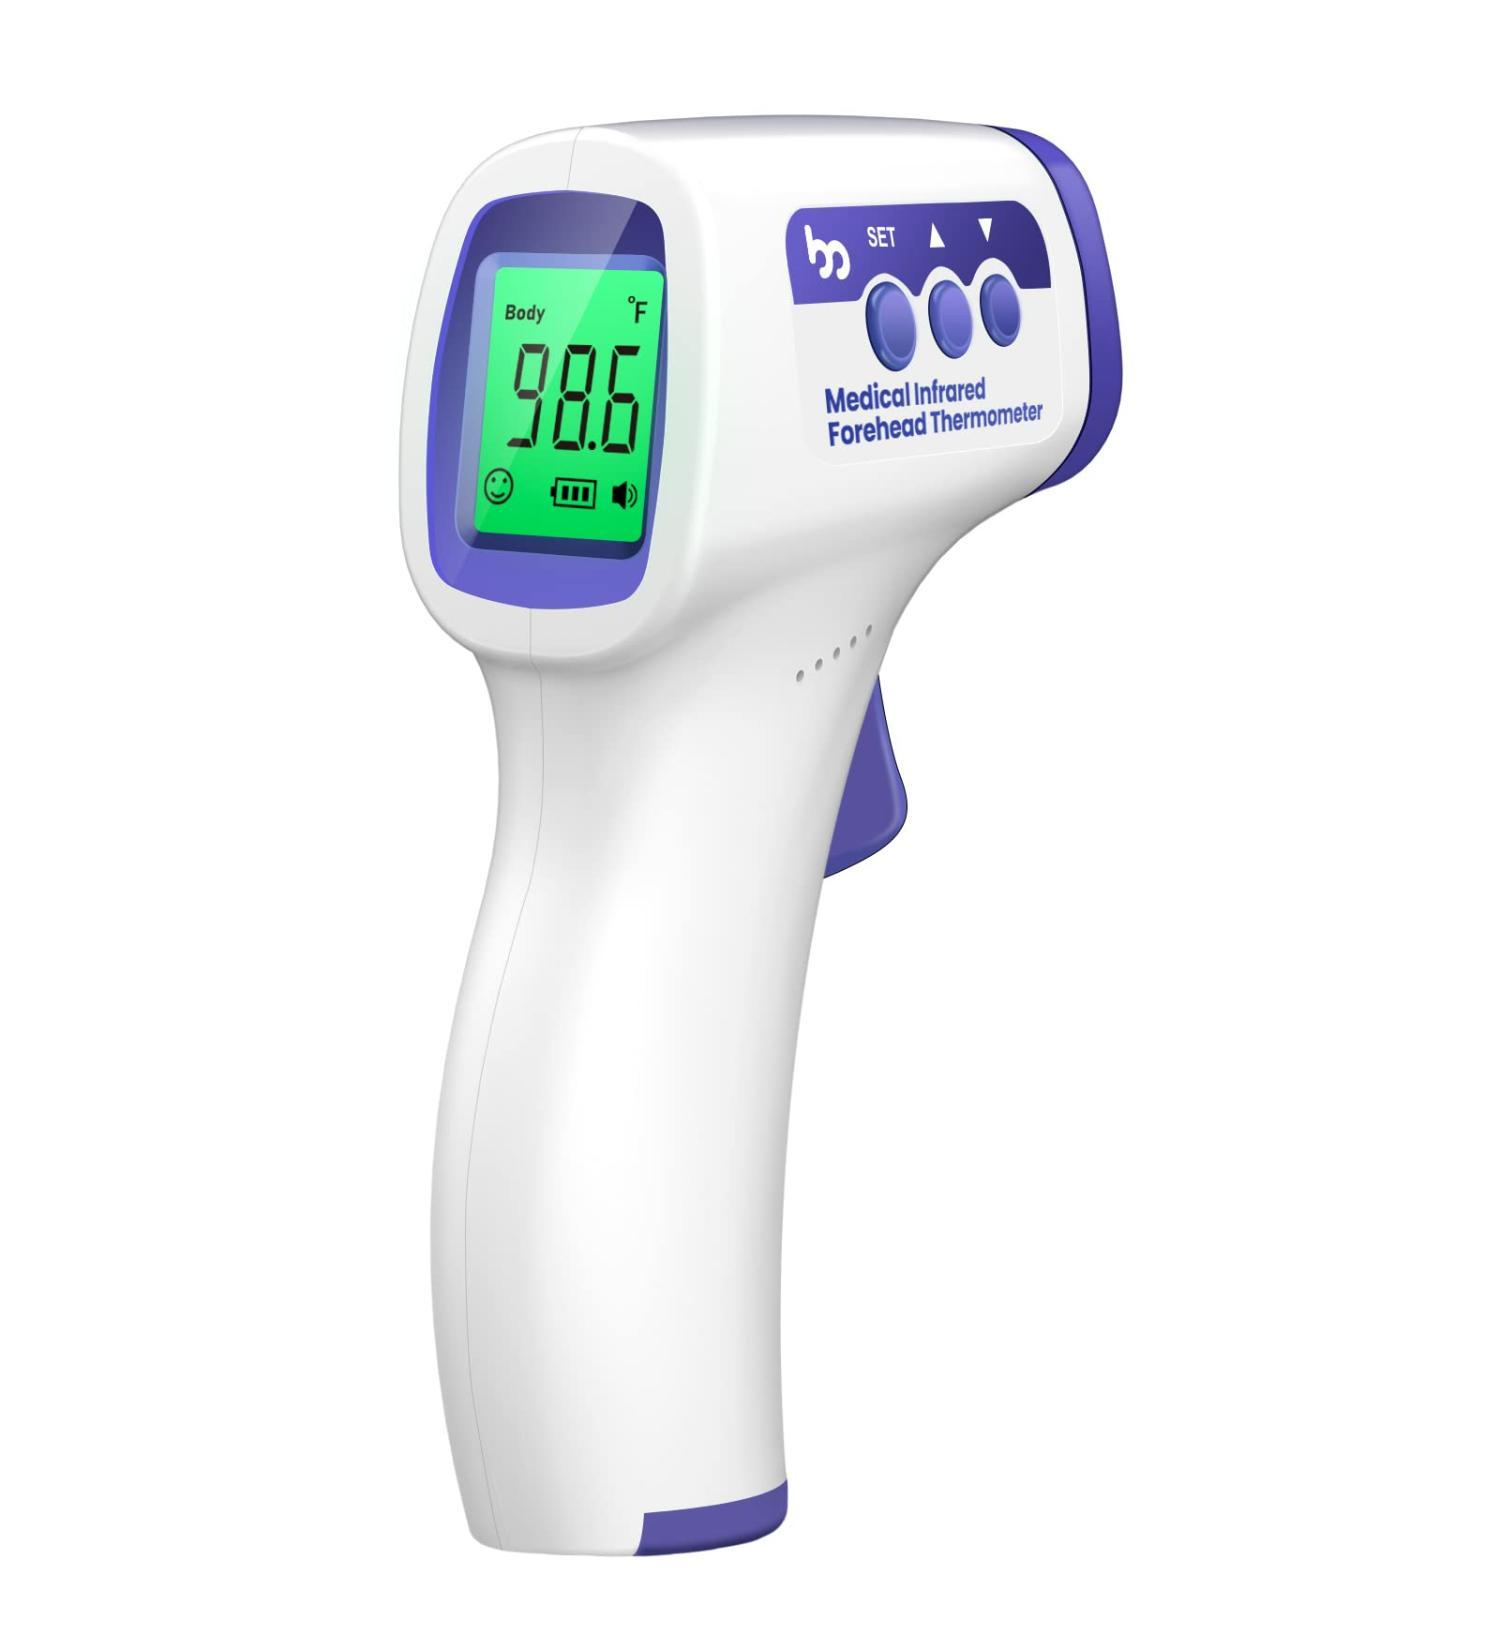 SET ▲ ▼
Body °F
98.6
Medical Infrared
Forehead Thermometer